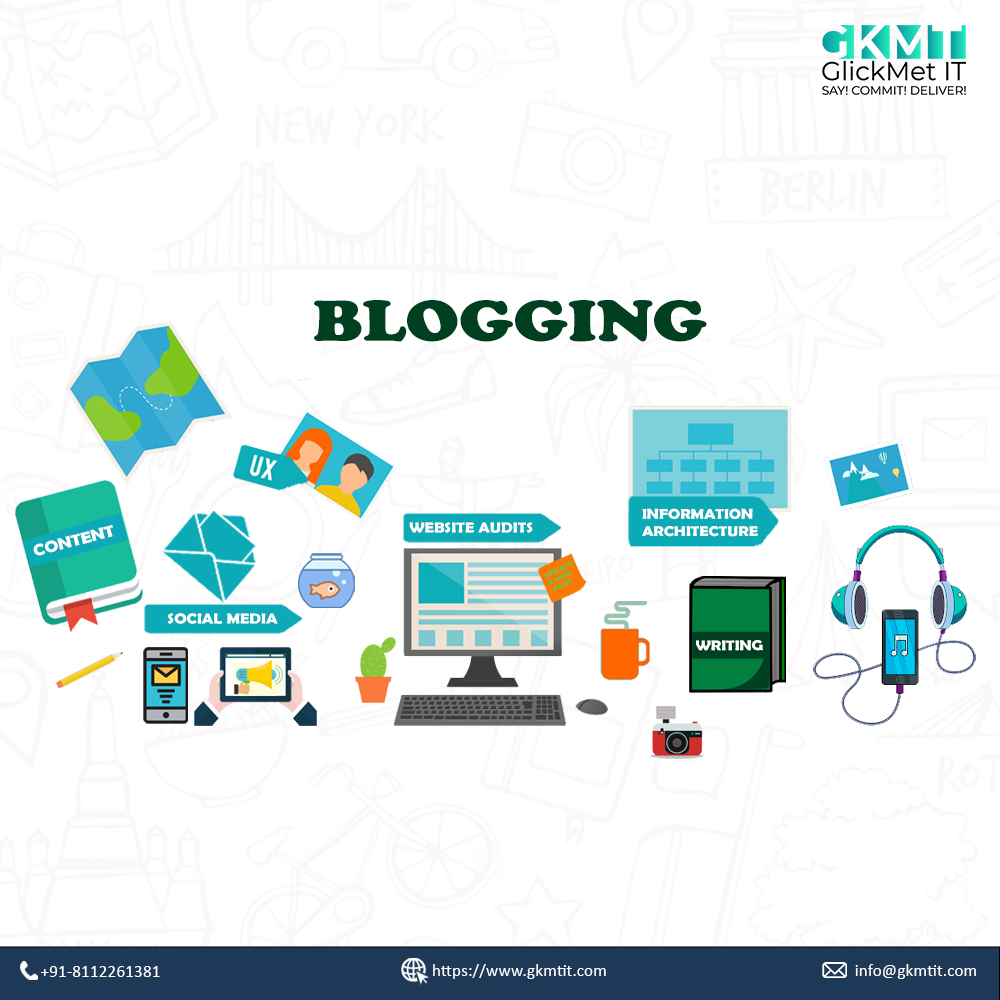 GKMT
GlickMet IT
SAY! COMMIT! DELIVER!
NEW YORK
BERLIN
BLOGGING
UX
CONTENT
WEBSITE AUDITS
INFORMATION
ARCHITECTURE
SOCIAL MEDIA
WRITING
ROT
+91-8112261381
https://www.gkmtit.com
info@gkmtit.com